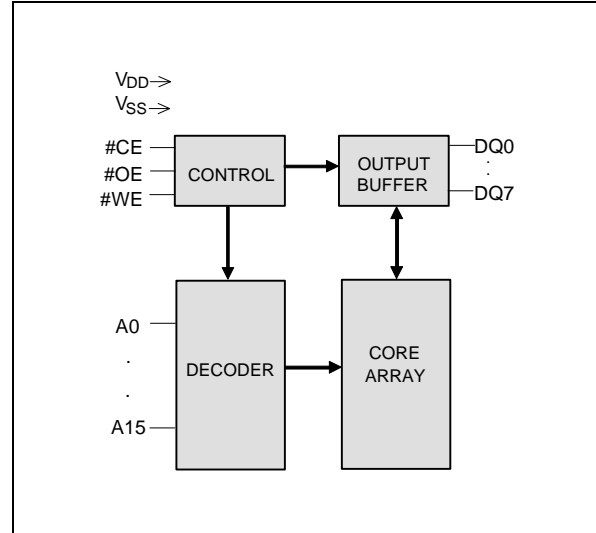 VDD
VSS
#CE
#OE
#WE
CONTROL
OUTPUT
BUFFER
DQ0
.
.
DQ7
A0
.
.
A15
DECODER
CORE
ARRAY